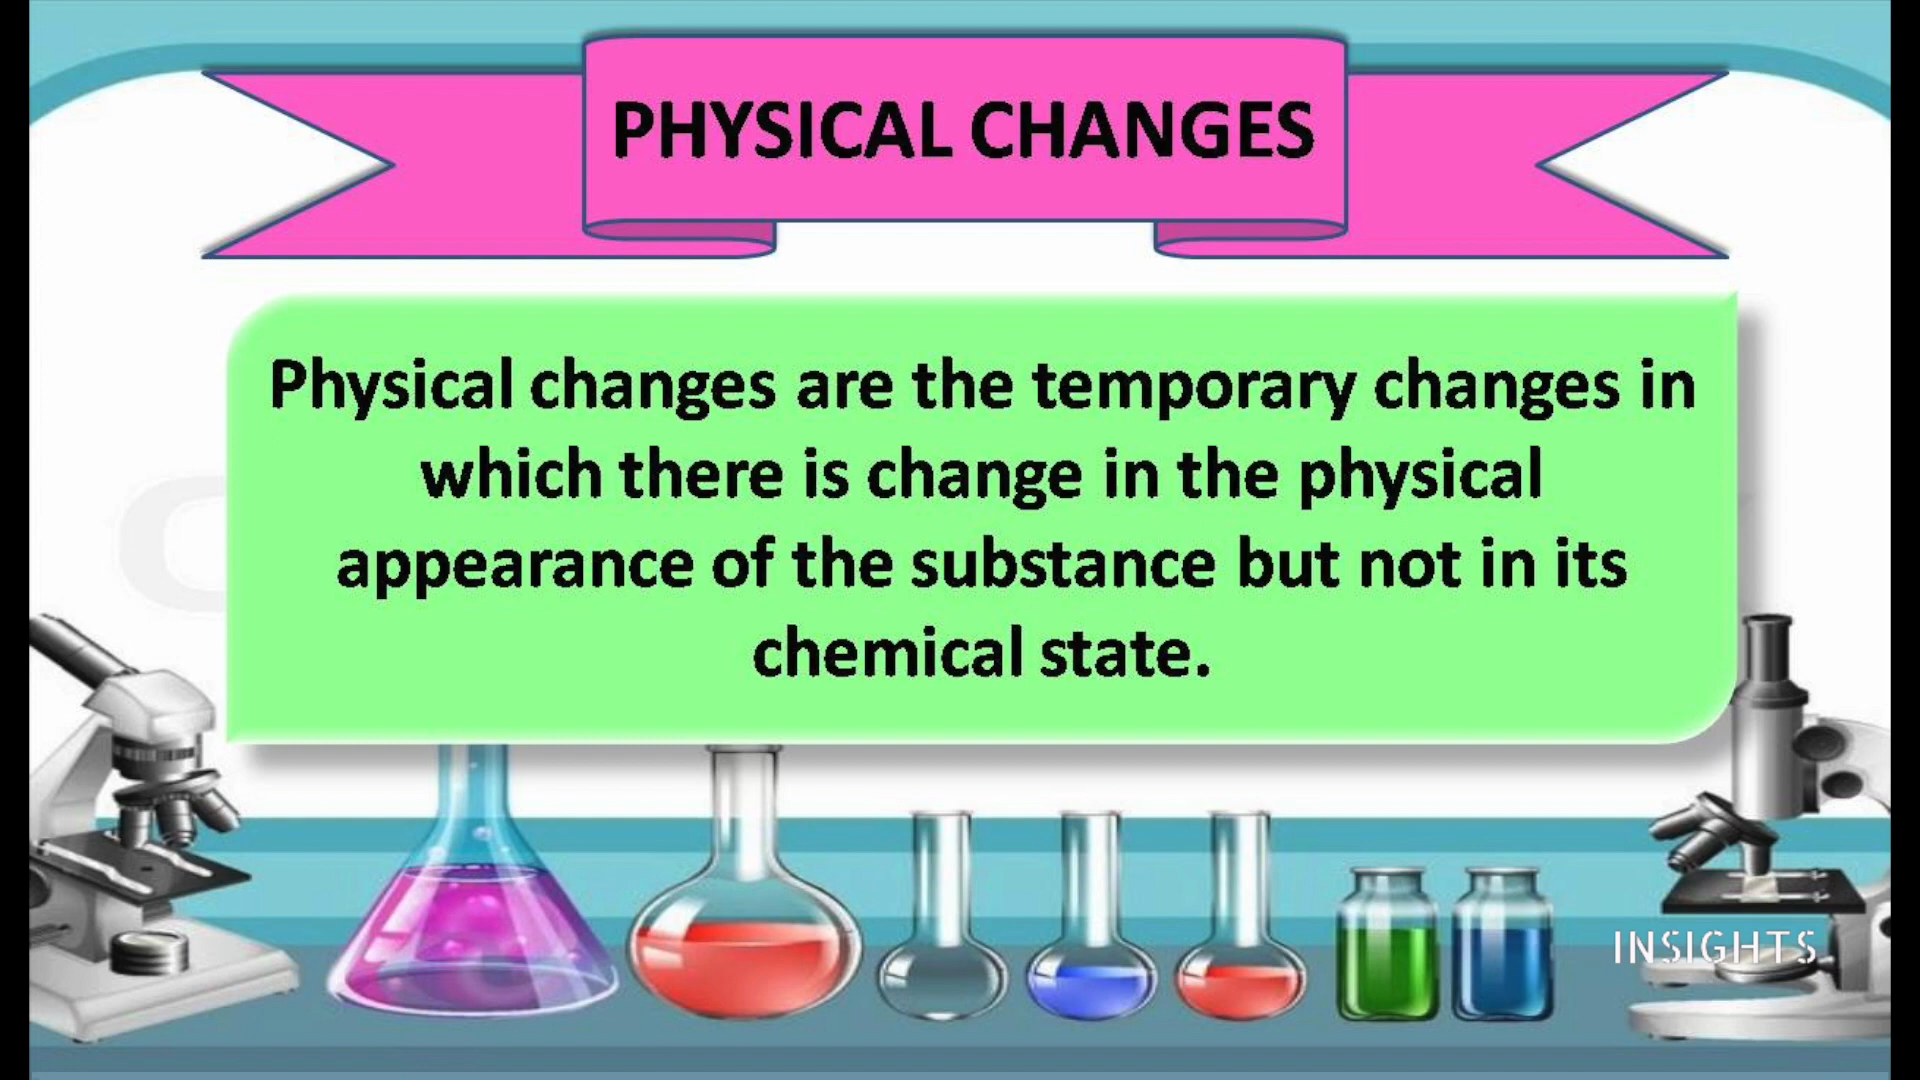 PHYSICAL CHANGES
Physical changes are the temporary changes in
which there is change in the physical
appearance of the substance but not in its
chemical state.
INSIGHTS